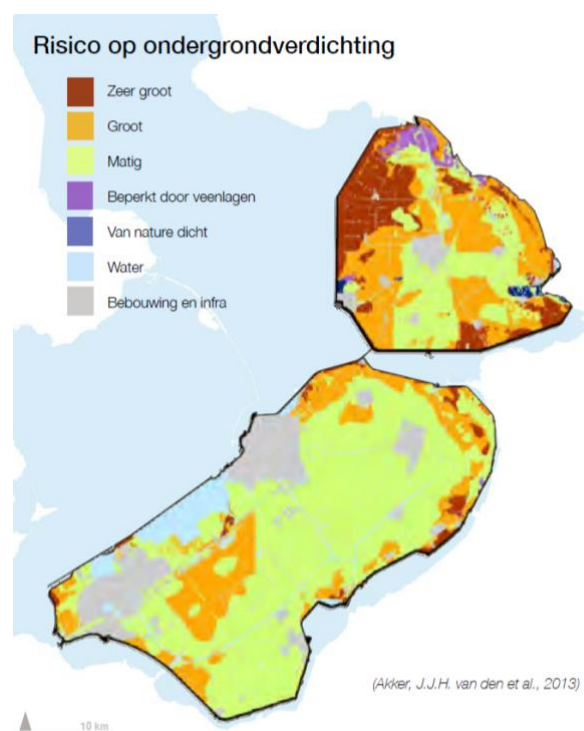 Risico op ondergrondverdichting
Zeer groot
Groot
Matig
Beperkt door veenlagen
Van nature dicht
Water
Bebouwing en infra
(Akker, J.J.H. van den et al., 2013)
10 km